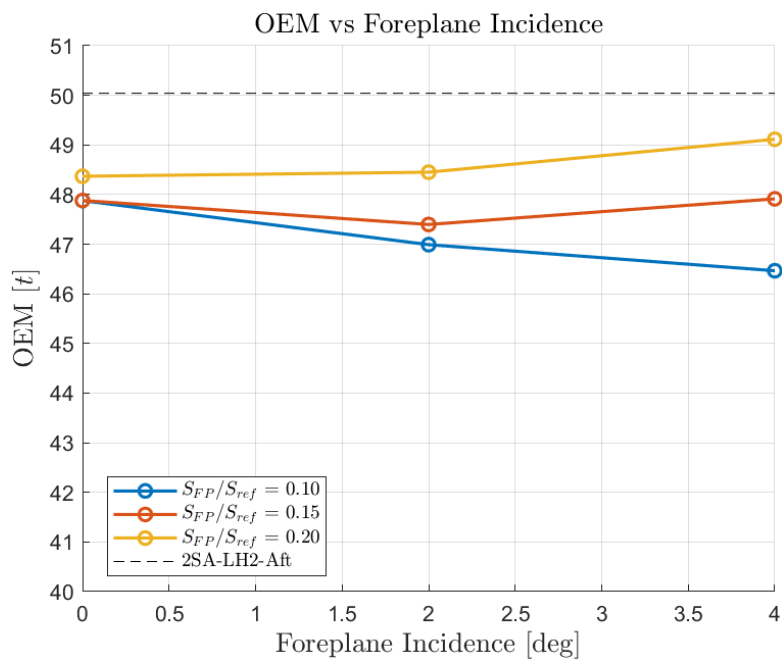 OEM vs Foreplane Incidence
51
50
49
48
47
46
45
44
43
42
41
40
OEM [t]
S_FP/S_ref = 0.10
S_FP/S_ref = 0.15
S_FP/S_ref = 0.20
2SA-LH2-Aft
0 0.5 1 1.5 2 2.5 3 3.5 4
Foreplane Incidence [deg]